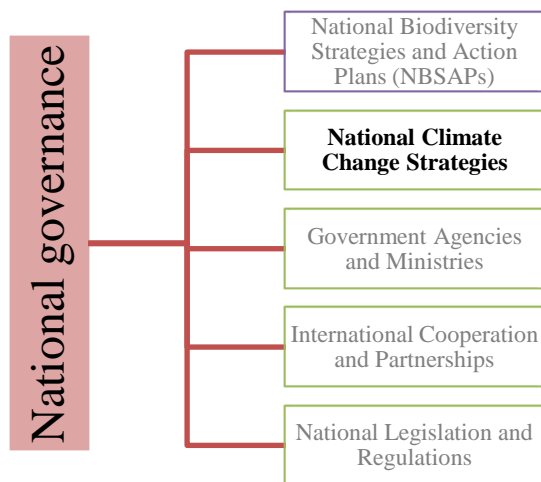 National governance
National Biodiversity
Strategies and Action
Plans (NBSAPs)
National Climate
Change Strategies
Government Agencies
and Ministries
International Cooperation
and Partnerships
National Legislation and
Regulations